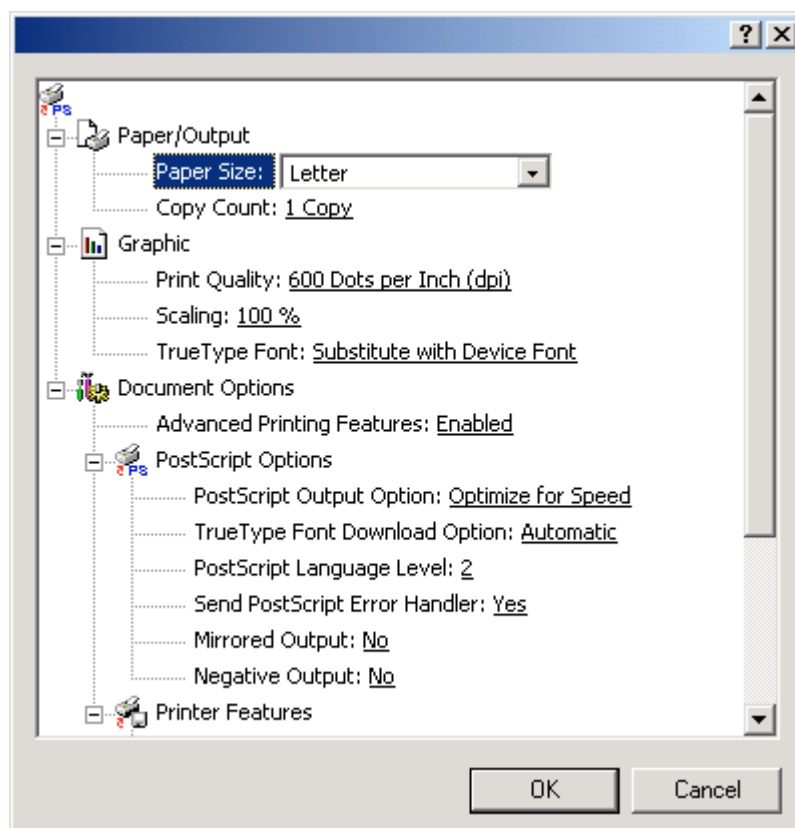 ?
PS
Paper/Output
Paper Size: Letter
Copy Count: 1 Copy
Graphic
Print Quality: 600 Dots per Inch (dpi)
Scaling: 100 %
TrueType Font: Substitute with Device Font
Document Options
Advanced Printing Features: Enabled
PS
PostScript Options
PostScript Output Option: Optimize for Speed
TrueType Font Download Option: Automatic
PostScript Language Level: 2
Send PostScript Error Handler: Yes
Mirrored Output: No
Negative Output: No
Printer Features
OK
Cancel